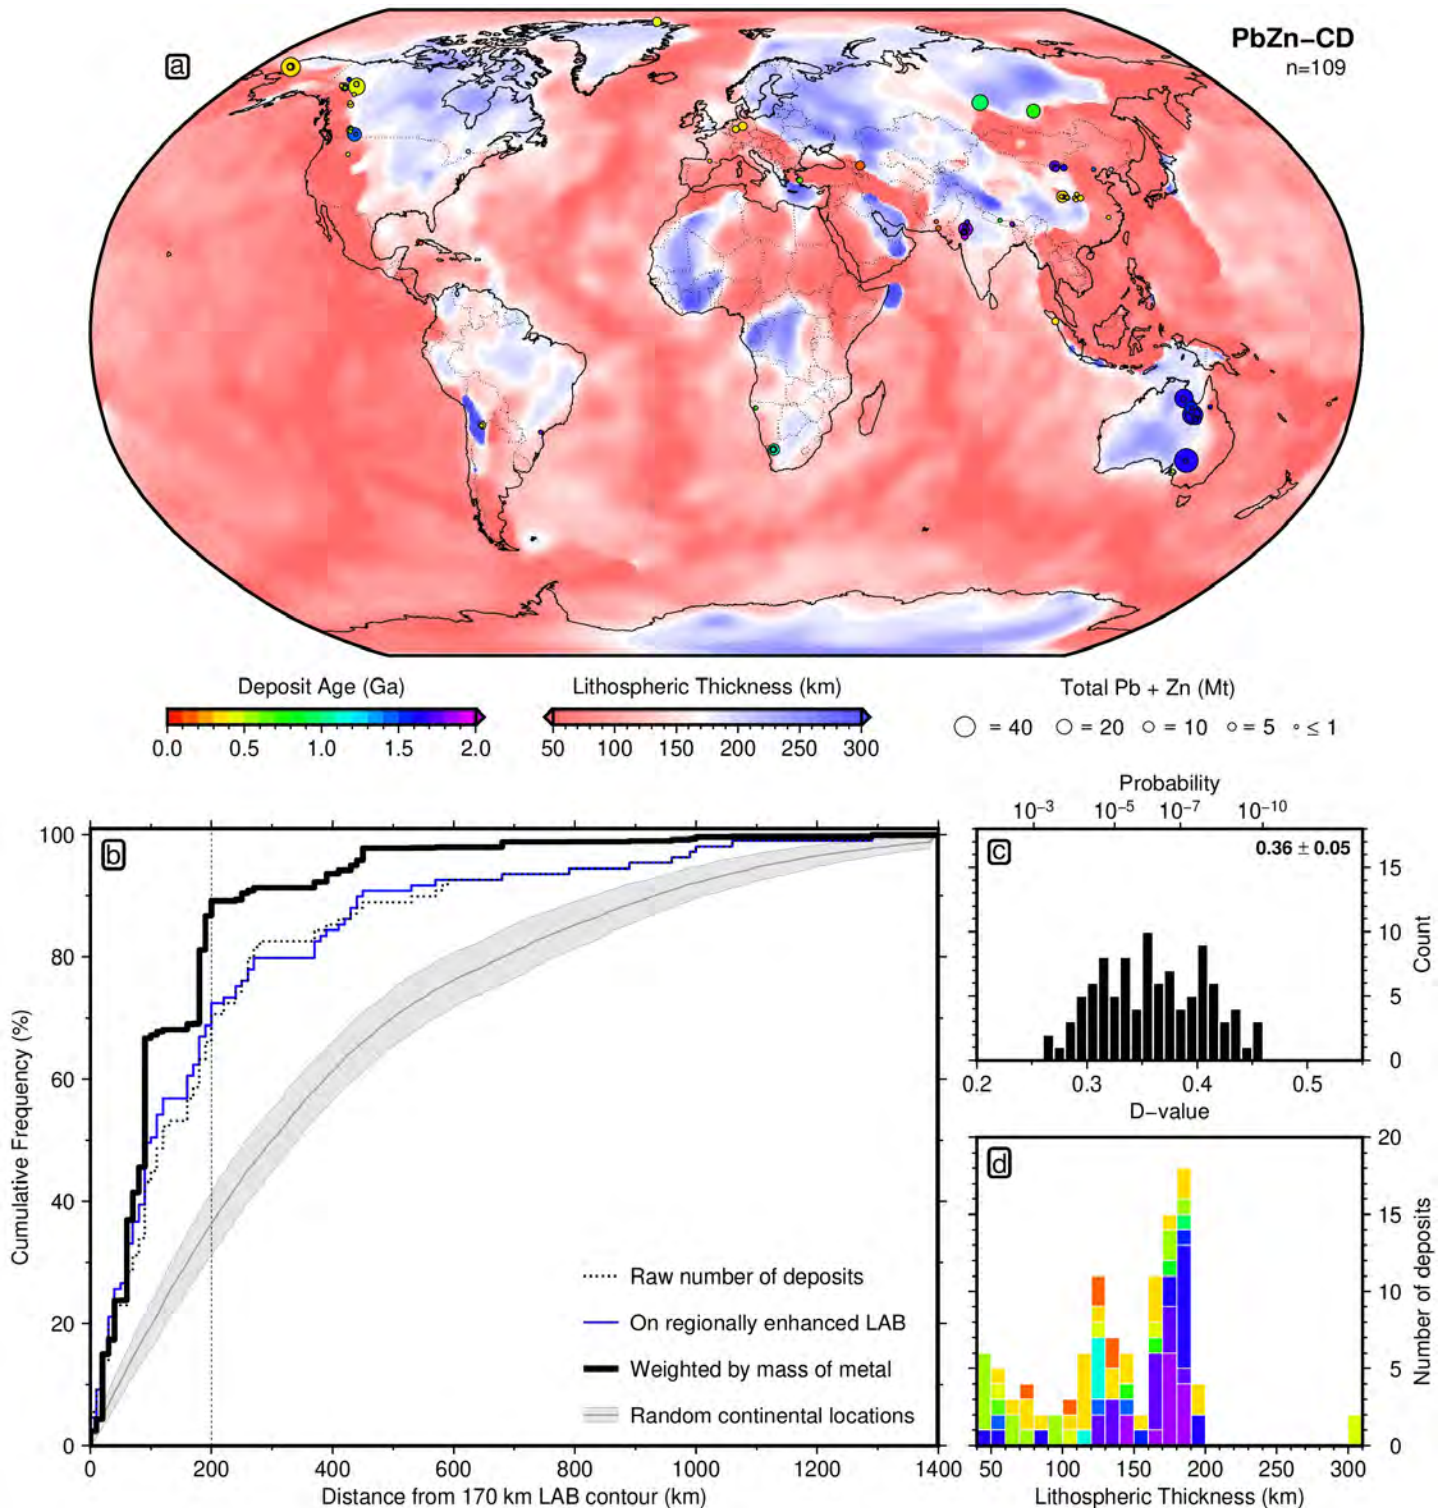 a
PbZn-CD
n=109
Deposit Age (Ga)
0.0 0.5 1.0 1.5 2.0
Lithospheric Thickness (km)
50 100 150 200 250 300
Total Pb + Zn (Mt)
= 40 = 20 = 10 = 5 ≤ 1
b
Cumulative Frequency (%)
100
80
60
40
20
0
Raw number of deposits
On regionally enhanced LAB
Weighted by mass of metal
Random continental locations
0 200 400 600 800 1000 1200 1400
Distance from 170 km LAB contour (km)
Probability
10−3 10−5 10−7 10−10
c
0.36 ± 0.05
15
10
5
0
Count
0.2 0.3 0.4 0.5
D−value
d
20
15
10
5
0
Number of deposits
50 100 150 200 250 300
Lithospheric Thickness (km)